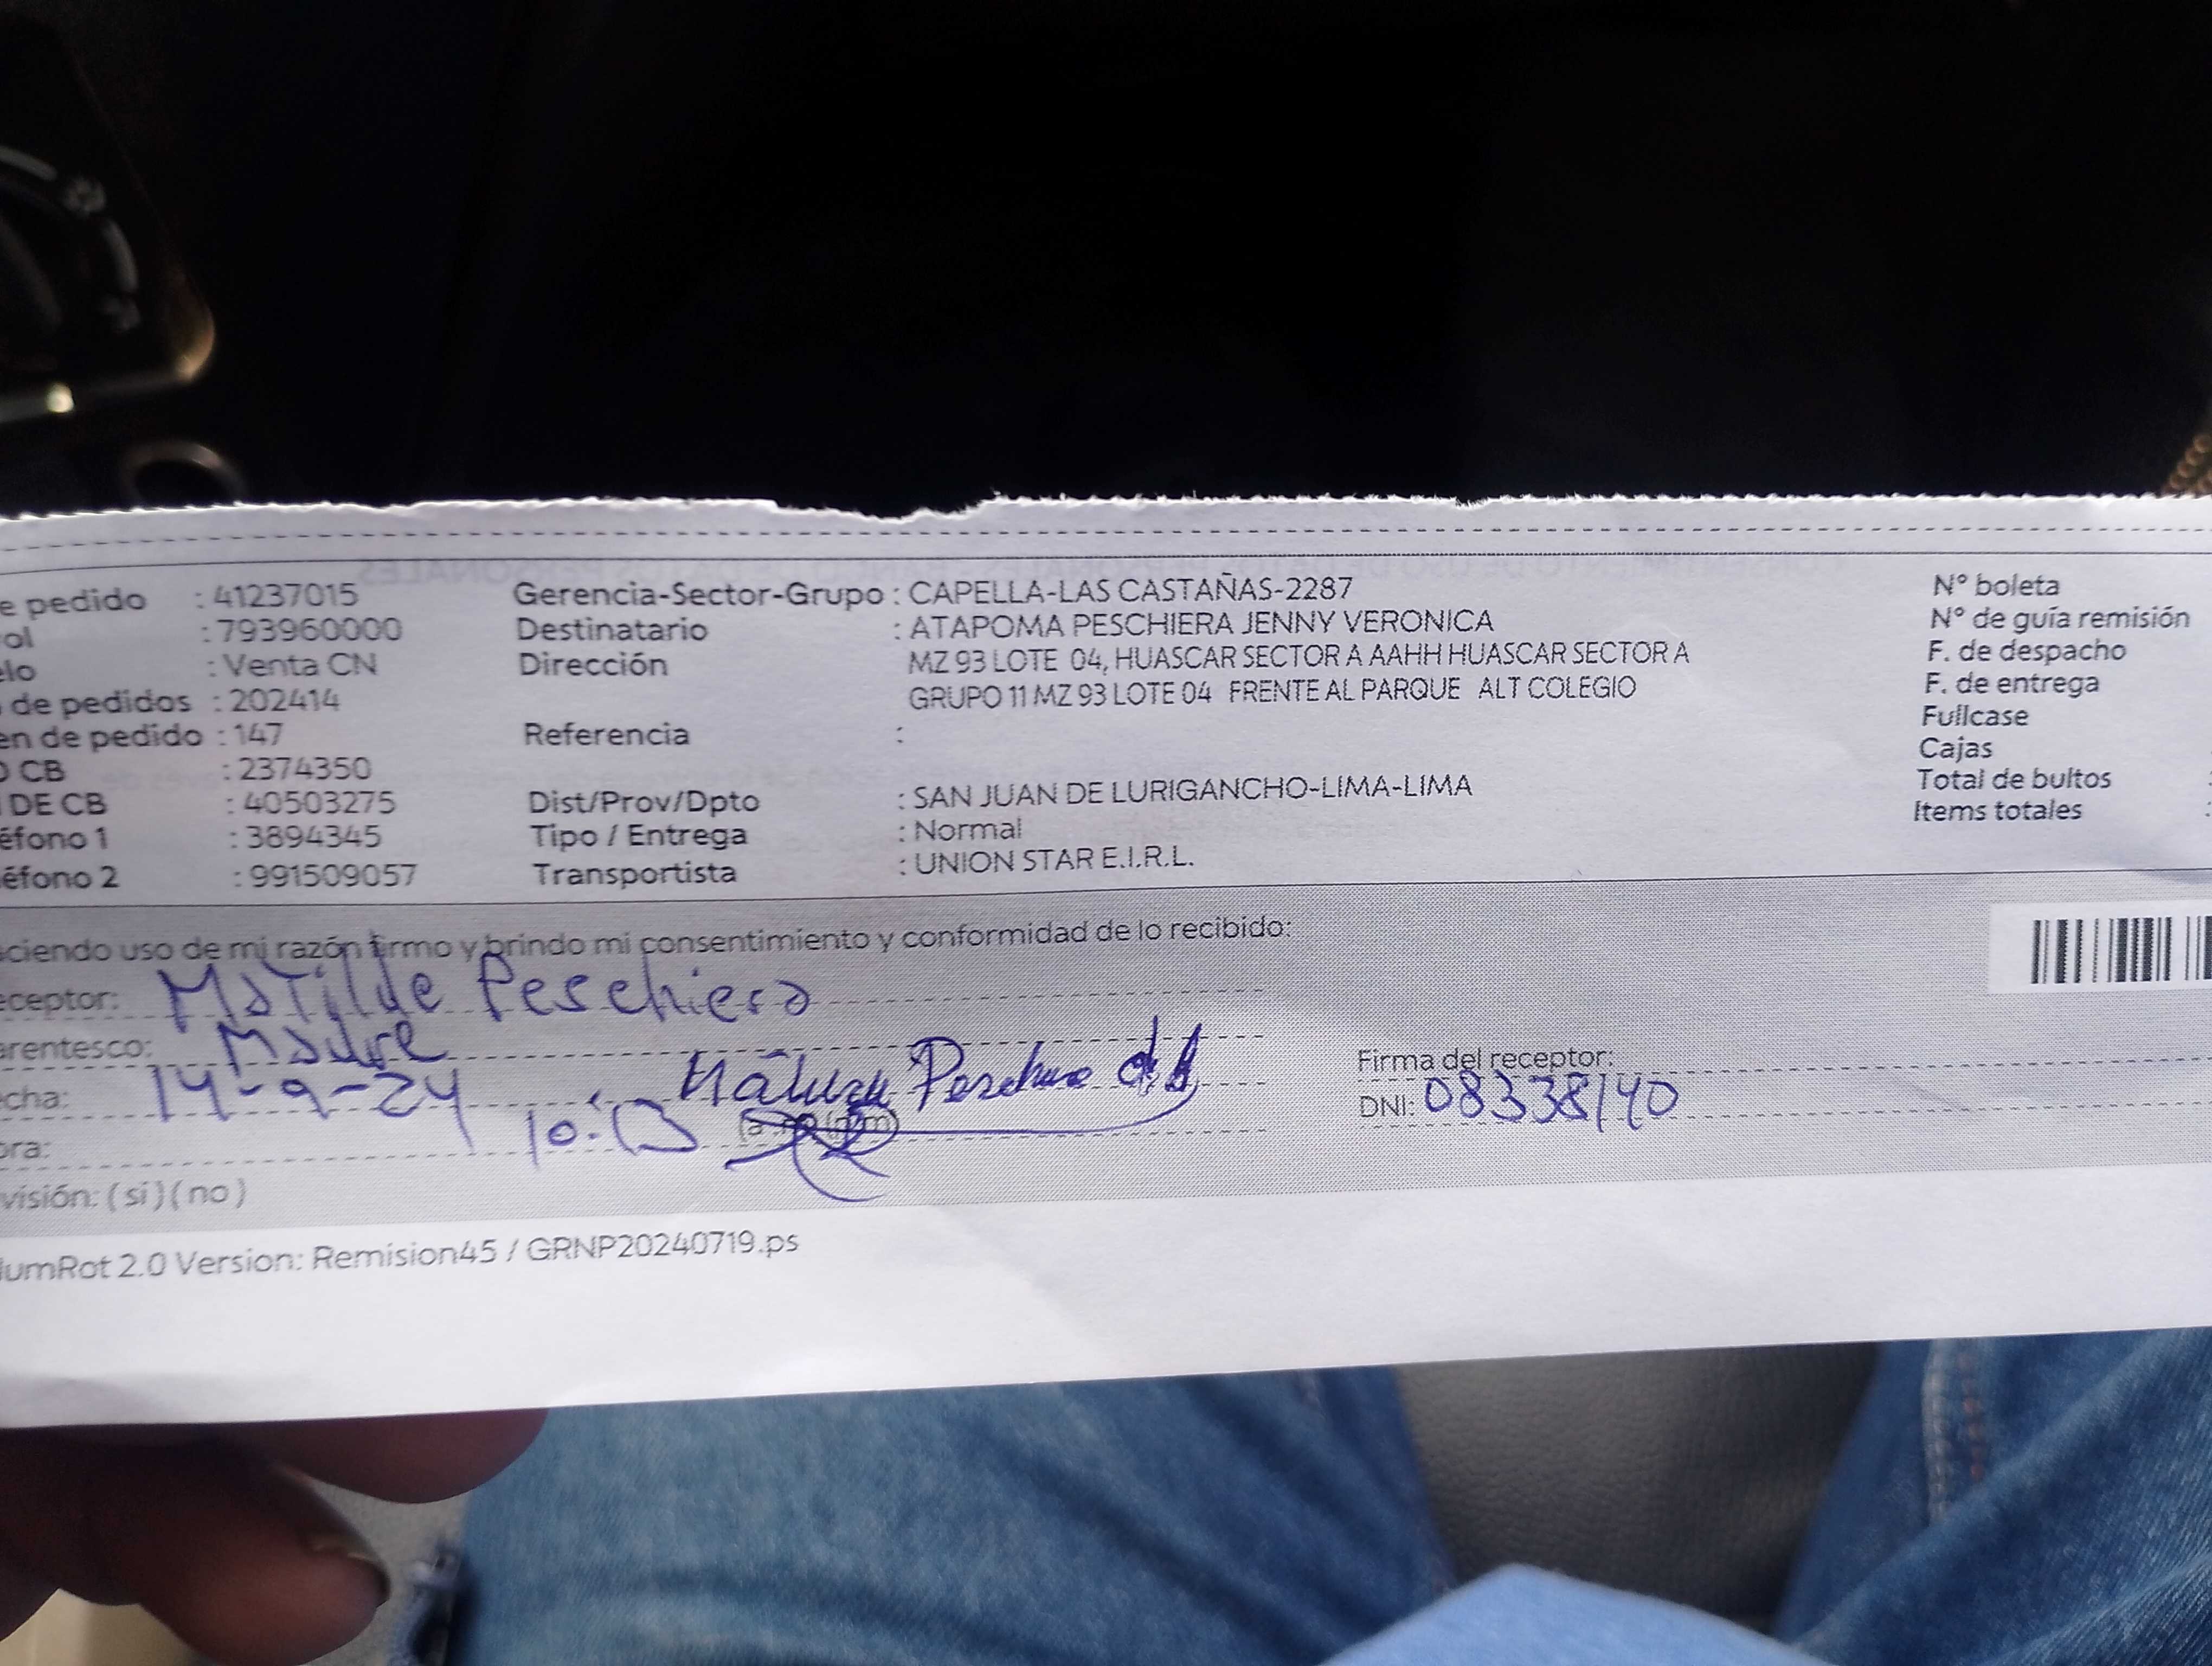 e pedido : 41237015 Gerencia-Sector-Grupo : CAPELLA-LAS CASTAÑAS-2287 N° boleta
ol : 793960000 Destinatario : ATAPOMA PESCHIERA JENNY VERONICA N° de guía remisión
elo : Venta CN Dirección MZ 93 LOTE 04, HUASCAR SECTOR A AAHH HUASCAR SECTOR A F. de despacho
de pedidos : 202414 GRUPO 11 MZ 93 LOTE 04 FRENTE AL PARQUE ALT COLEGIO F. de entrega
en de pedido : 147 Referencia : Fullcase
O CB : 2374350 Cajas
DE CB : 40503275 Dist/Prov/Dpto : SAN JUAN DE LURIGANCHO-LIMA-LIMA Total de bultos
éfono 1 : 3894345 Tipo / Entrega : Normal Items totales :
éfono 2 : 991509057 Transportista : UNION STAR E.I.R.L.
ciendo uso de mi razón firmo y brindo mi consentimiento y conformidad de lo recibido:
eceptor: Matilde Peschiera
arentesco: Madre
Firma del receptor:
cha: 14-9-24
DNI: 08338140
ora: 10:13
visión: (si) (no)
lumRot 2.0 Version: Remision45 / GRNP20240719.ps